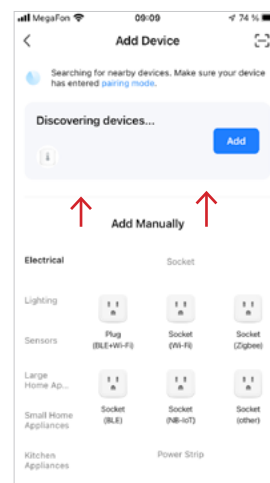 MegaFon 09:09 74 %
Add Device
Searching for nearby devices. Make sure your device
has entered pairing mode.
Discovering devices...
Add
Add Manually
Electrical
Socket
Lighting
Plug
(BLE+Wi-Fi)
Socket
(Wi-Fi)
Socket
(Zigbee)
Sensors
Large
Home Ap...
Socket
(BLE)
Socket
(NB-IoT)
Socket
(other)
Small Home
Appliances
Kitchen
Appliances
Power Strip